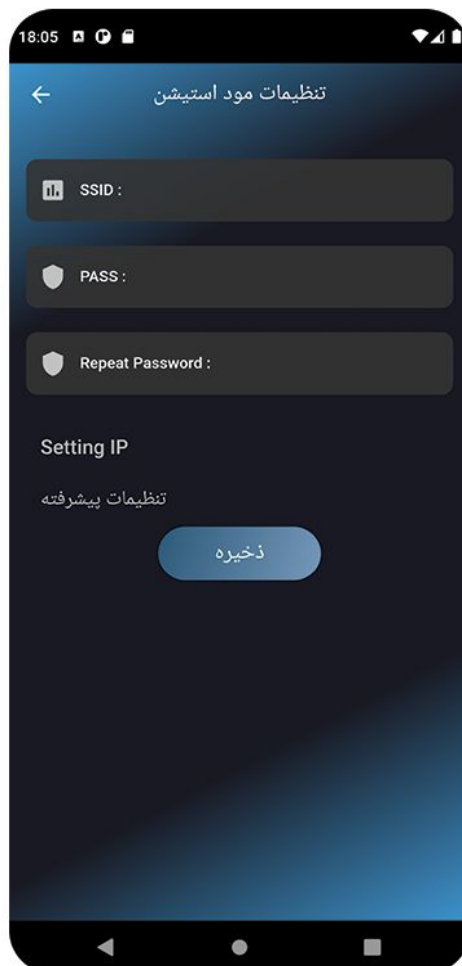 18:05
تنظیمات مود استیشن
SSID :
PASS :
Repeat Password :
Setting IP
تنظیمات پیشرفته
ذخیره